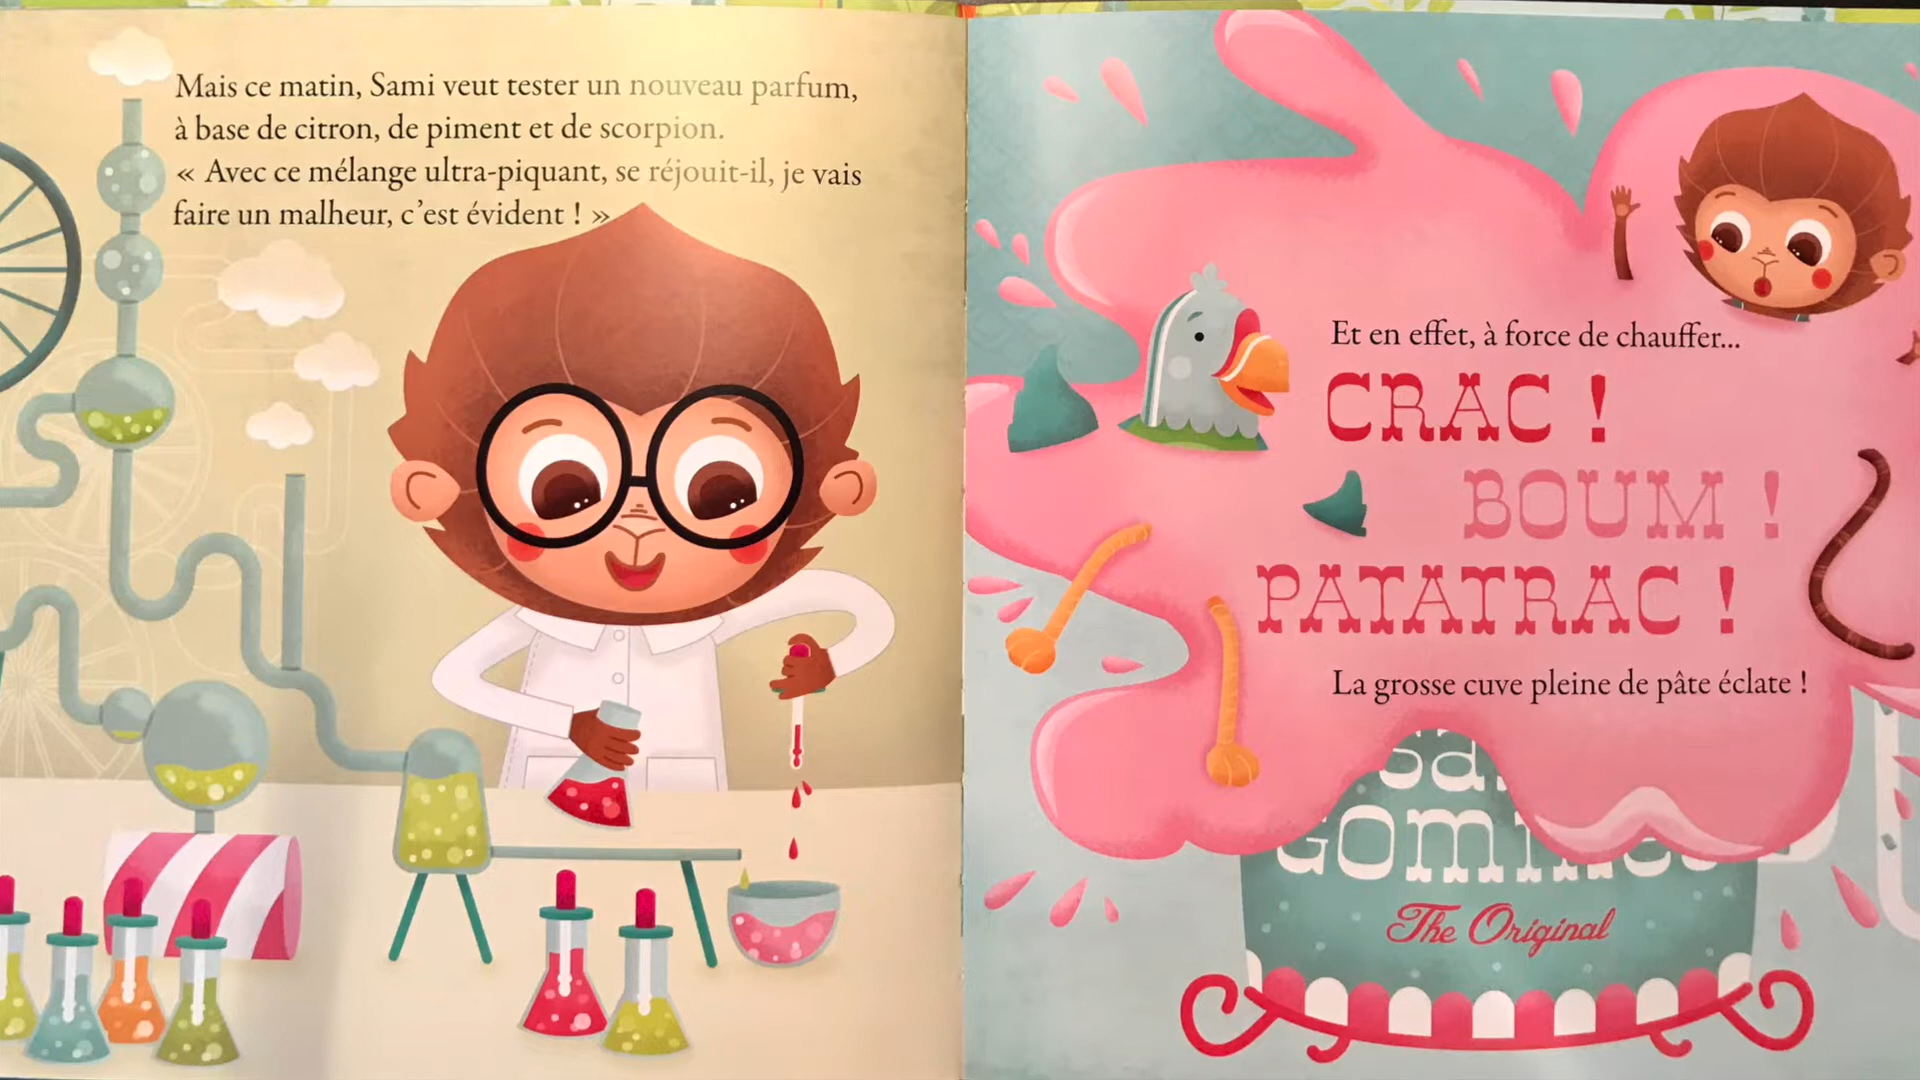 Mais ce matin, Sami veut tester un nouveau parfum,
à base de citron, de piment et de scorpion.
« Avec ce mélange ultra-piquant, se réjouit-il, je vais
faire un malheur, c'est évident ! »
Et en effet, à force de chauffer...
CRAC !
BOUM !
PATATRAC !
La grosse cuve pleine de pâte éclate !
The Original